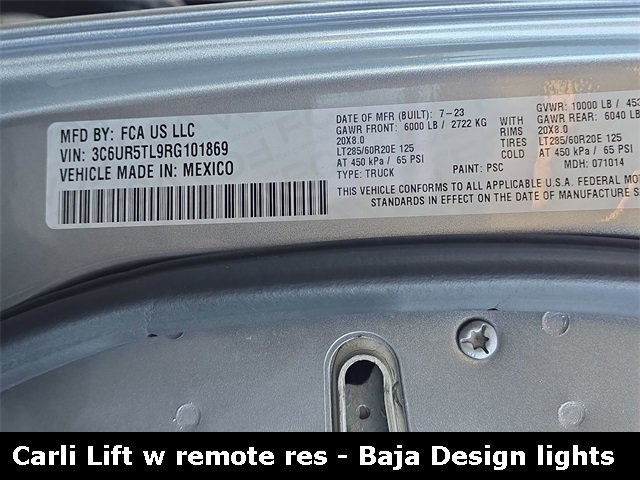 MFD BY: FCA US LLC
VIN: 3C6UR5TL9RG101869
VEHICLE MADE IN: MEXICO
DATE OF MFR (BUILT): 7-23
GAWR FRONT: 6000 LB / 2722 KG
20X8.0
LT285/60R20E 125
AT 450 kPa / 65 PSI
TYPE: TRUCK
WITH
RIMS
TIRES
GVWR: 10000 LB /
GAWR REAR: 6040 LB
20X8.0
LT285/60R20E 125
AT 450 kPa / 65 PSI
PAINT: PSC
MDH: 071014
THIS VEHICLE CONFORMS TO ALL APPLICABLE U.S.A. FEDERAL
STANDARDS IN EFFECT ON THE DATE OF MANUFACTURE
Carli Lift w remote res - Baja Design lights